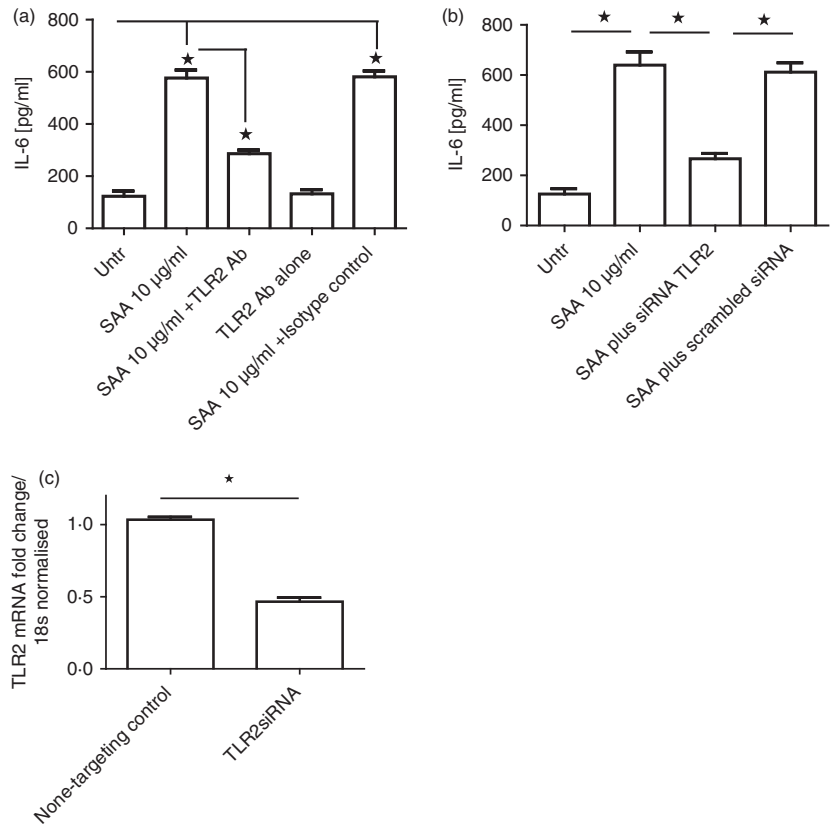 (a)
800
600
400
200
0
IL-6 [pg/ml]
Untr
SAA 10 µg/ml
SAA 10 µg/ml +TLR2 Ab
TLR2 Ab alone
SAA 10 µg/ml +Isotype control
(b)
800
600
400
200
0
IL-6 [pg/ml]
Untr
SAA 10 µg/ml
SAA plus siRNA TLR2
SAA plus scrambled siRNA
(c)
TLR2 mRNA fold change/
18s normalised
1·0
0·5
0·0
None-targeting control
TLR2siRNA